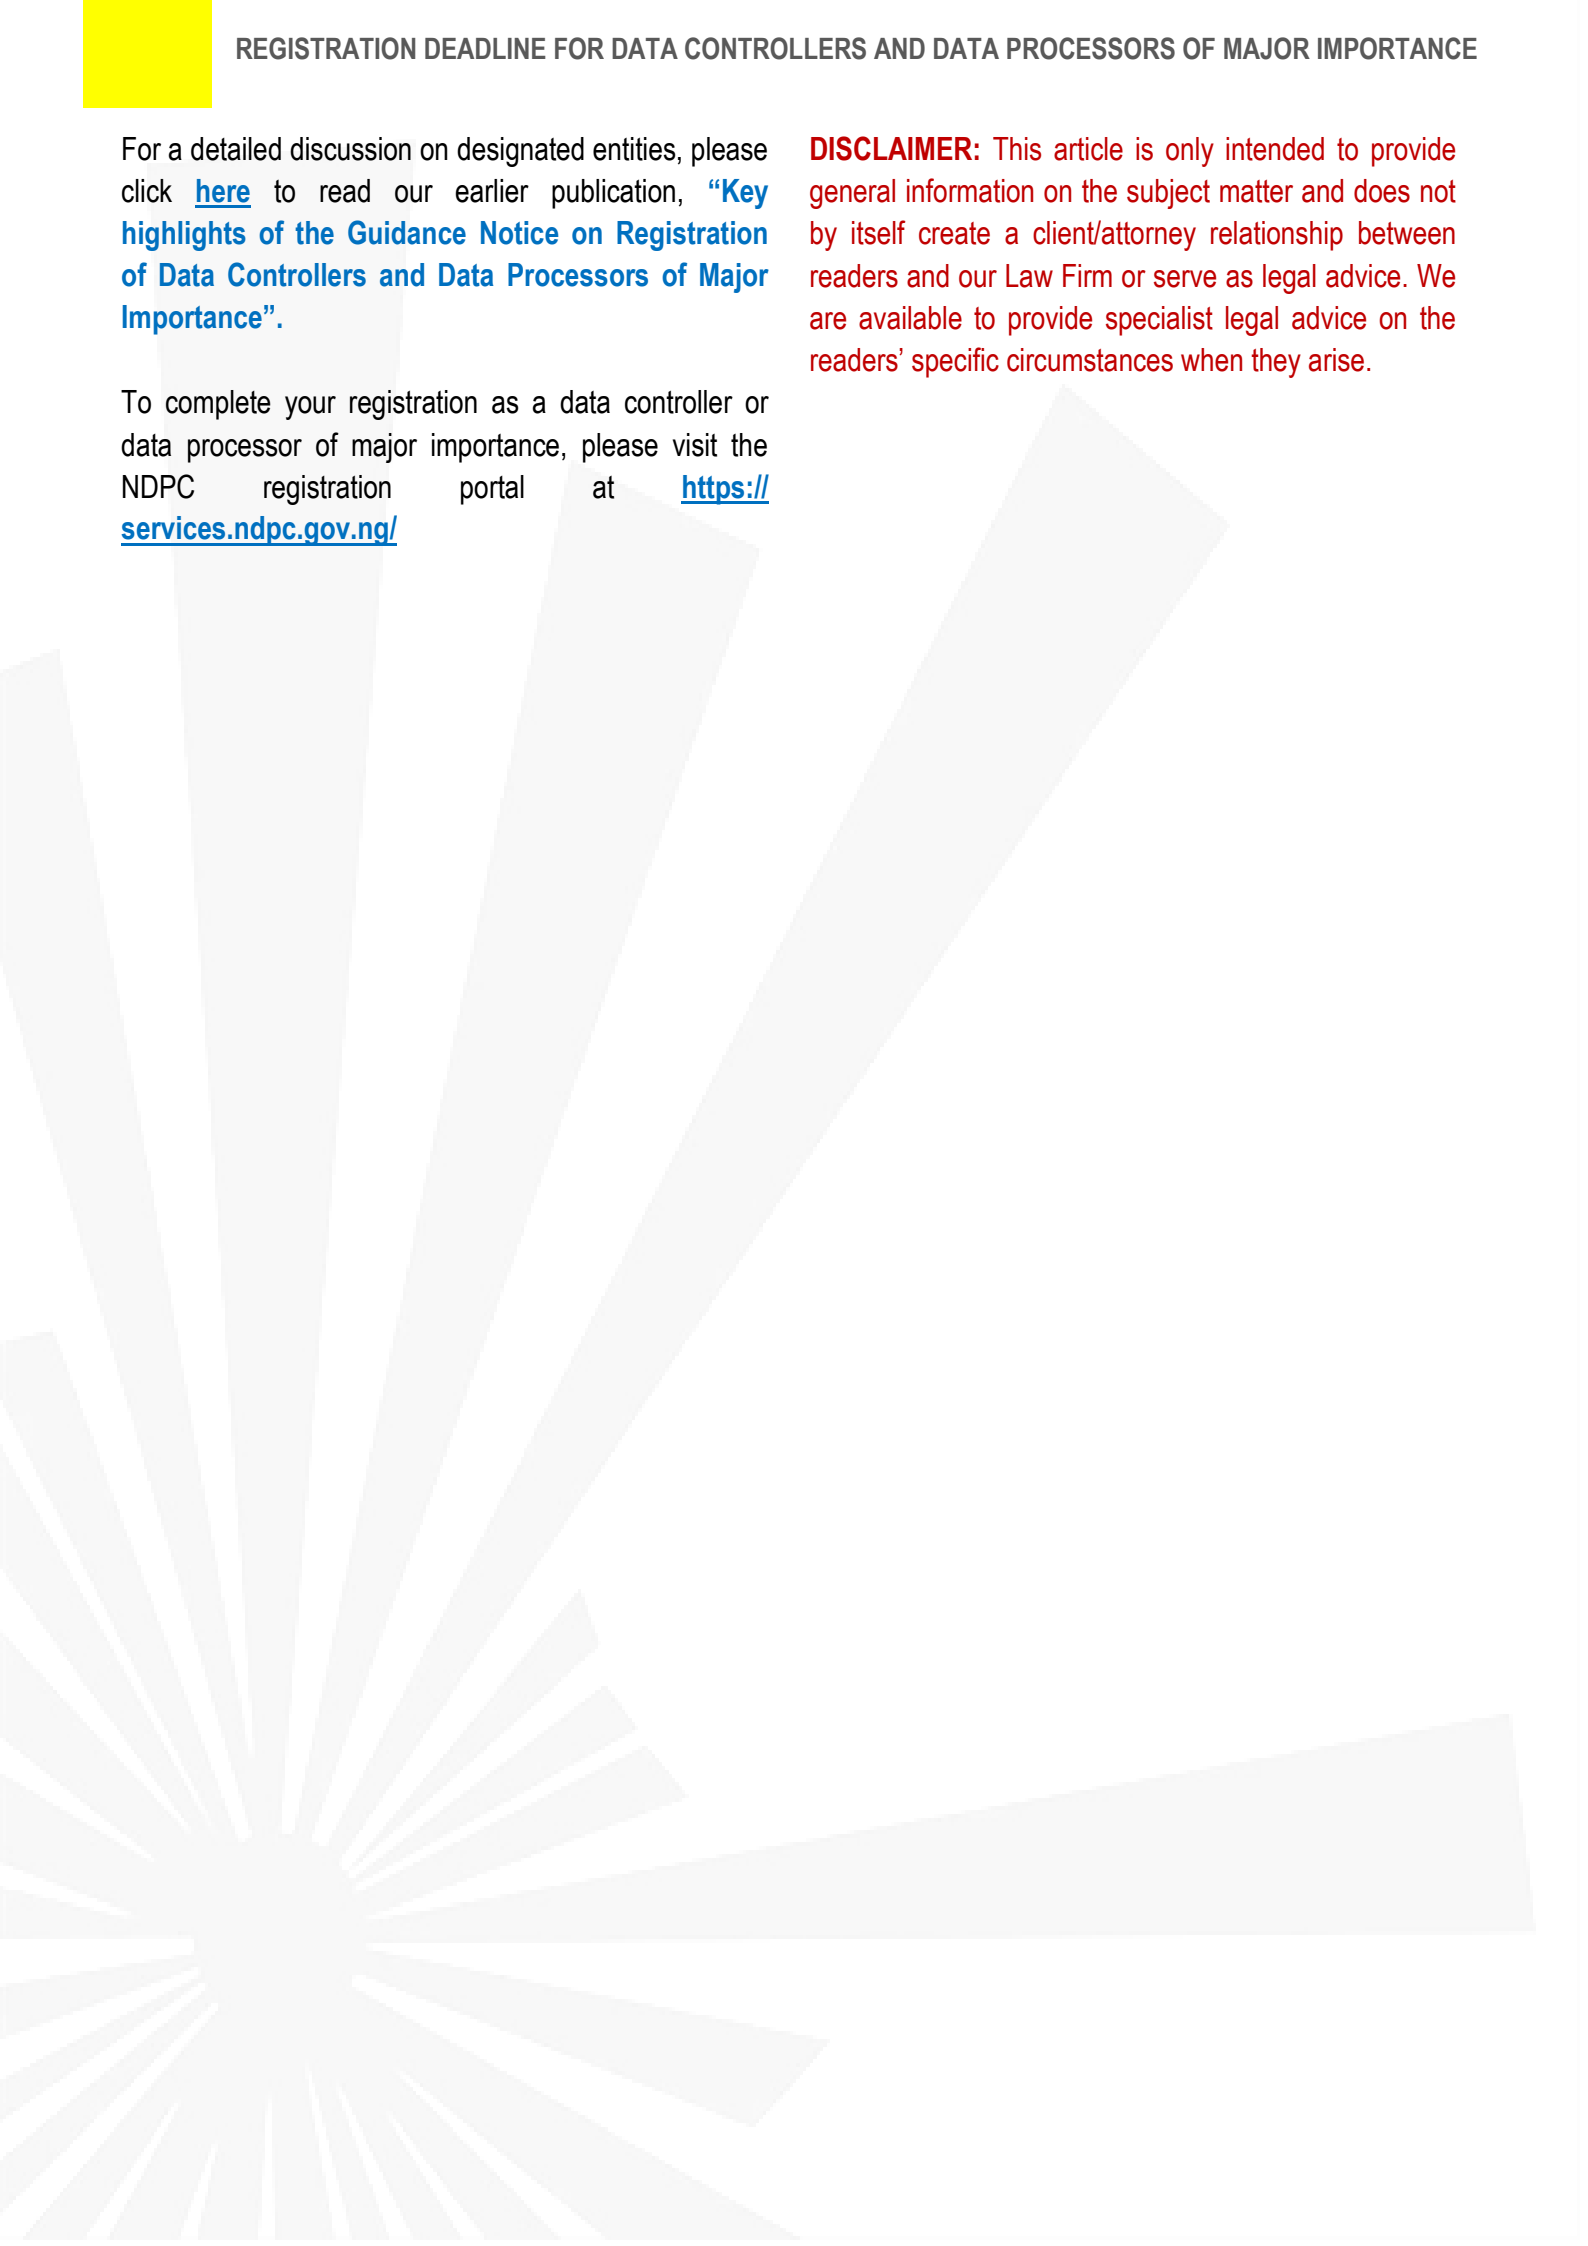 REGISTRATION DEADLINE FOR DATA CONTROLLERS AND DATA PROCESSORS OF MAJOR IMPORTANCE
For a detailed discussion on designated entities, please
click here to read our earlier publication, “Key
highlights of the Guidance Notice on Registration
of Data Controllers and Data Processors of Major
Importance”.
To complete your registration as a data controller or
data processor of major importance, please visit the
NDPC registration portal at https://
services.ndpc.gov.ng/
DISCLAIMER: This article is only intended to provide
general information on the subject matter and does not
by itself create a client/attorney relationship between
readers and our Law Firm or serve as legal advice. We
are available to provide specialist legal advice on the
readers’ specific circumstances when they arise.